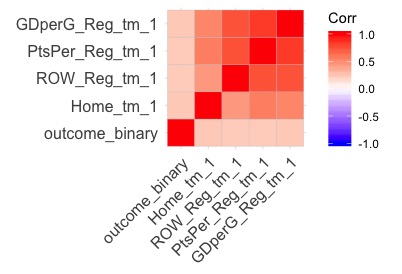 Corr
GDperG_Reg_tm_1
PtsPer_Reg_tm_1
ROW_Reg_tm_1
Home_tm_1
outcome_binary
1.0
0.5
0.0
-0.5
-1.0
outcome_binary
Home_tm_1
ROW_Reg_tm_1
PtsPer_Reg_tm_1
GDperG_Reg_tm_1